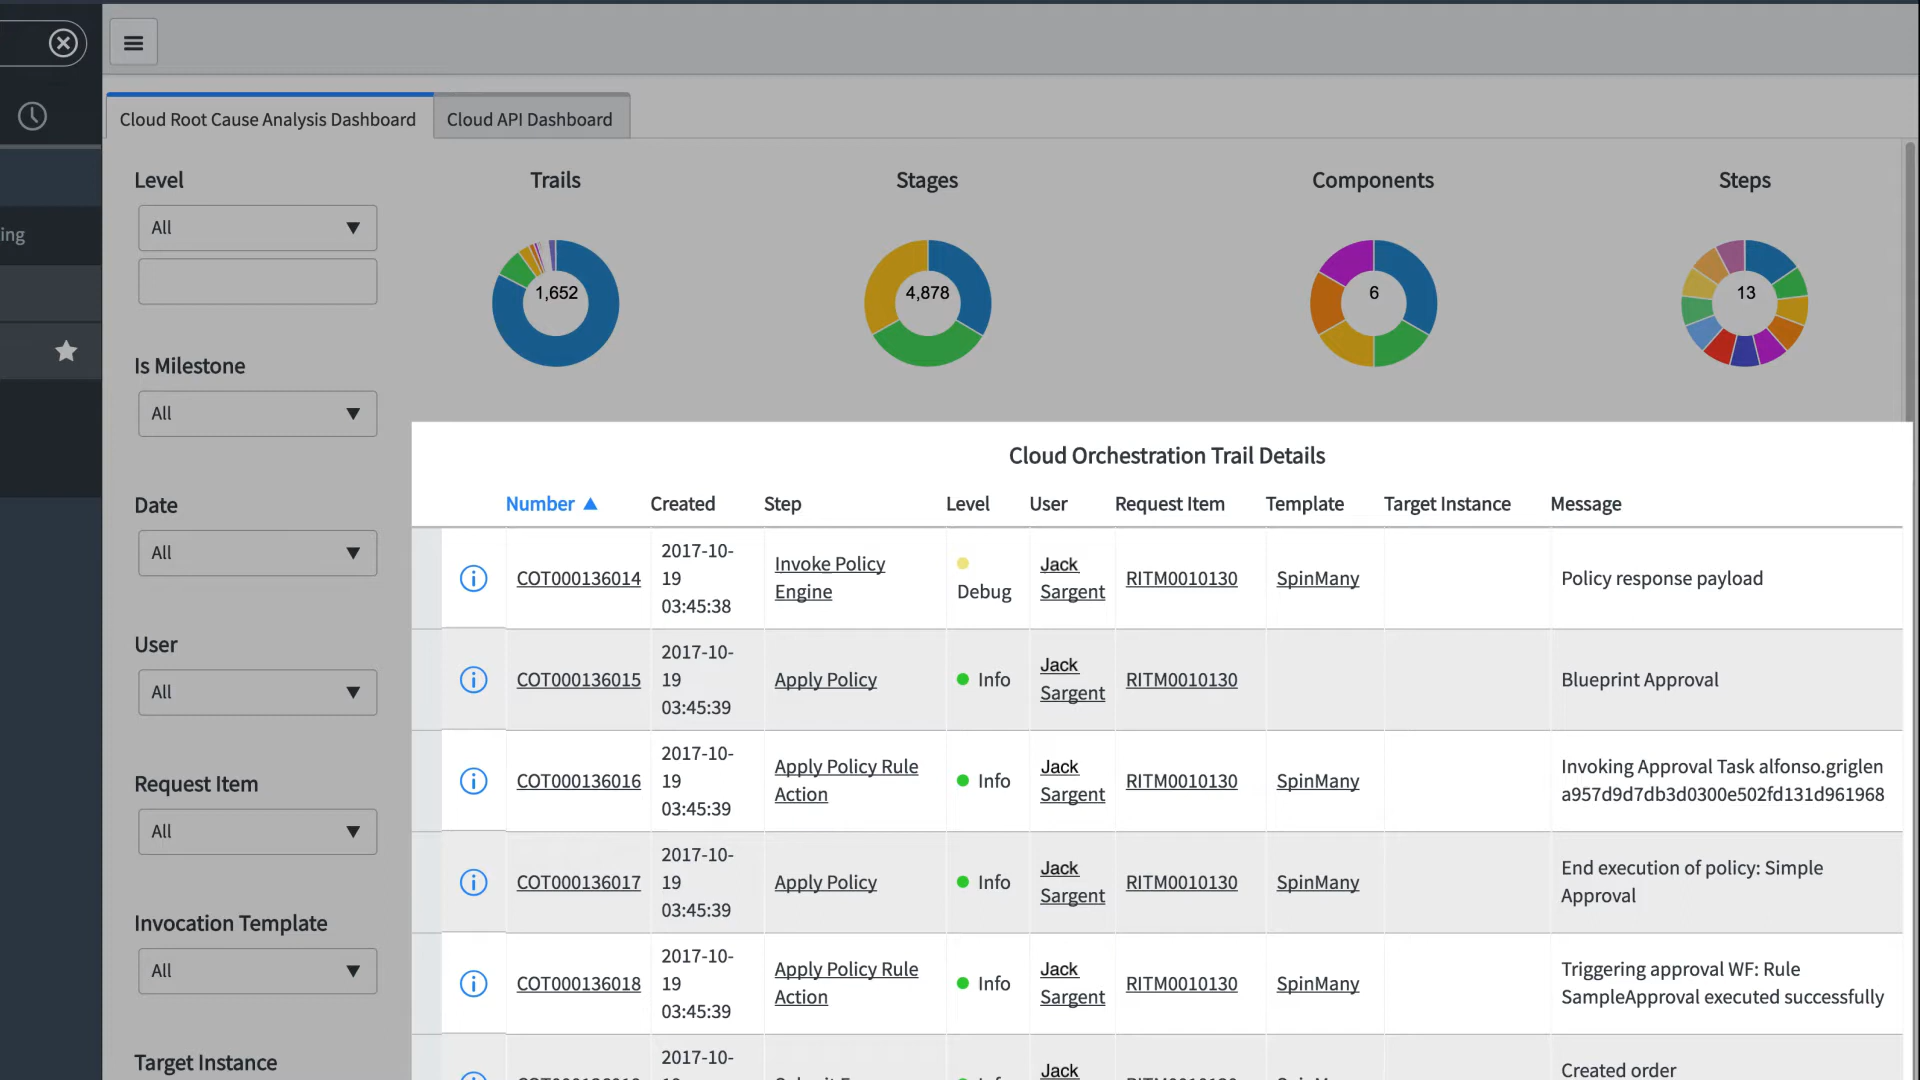 Cloud Root Cause Analysis Dashboard
Cloud API Dashboard
ing
Level
All
Is Milestone
All
Date
All
User
All
Request Item
All
Invocation Template
All
Target Instance
Trails
1,652
Stages
4,878
Components
6
Steps
13
Cloud Orchestration Trail Details
Number ▲ Created Step Level User Request Item Template Target Instance Message
COT000136014
2017-10-
19
03:45:38
Invoke Policy
Engine
Debug
Jack
Sargent
RITM0010130
SpinMany
Policy response payload
COT000136015
2017-10-
19
03:45:39
Apply Policy
Info
Jack
Sargent
RITM0010130
Blueprint Approval
COT000136016
2017-10-
19
03:45:39
Apply Policy Rule
Action
Info
Jack
Sargent
RITM0010130
SpinMany
Invoking Approval Task alfonso.griglen
a957d9d7db3d0300e502fd131d961968
COT000136017
2017-10-
19
03:45:39
Apply Policy
Info
Jack
Sargent
RITM0010130
SpinMany
End execution of policy: Simple
Approval
COT000136018
2017-10-
19
03:45:39
Apply Policy Rule
Action
Info
Jack
Sargent
RITM0010130
SpinMany
Triggering approval WF: Rule
SampleApproval executed successfully
2017-10-
Jack
Created order